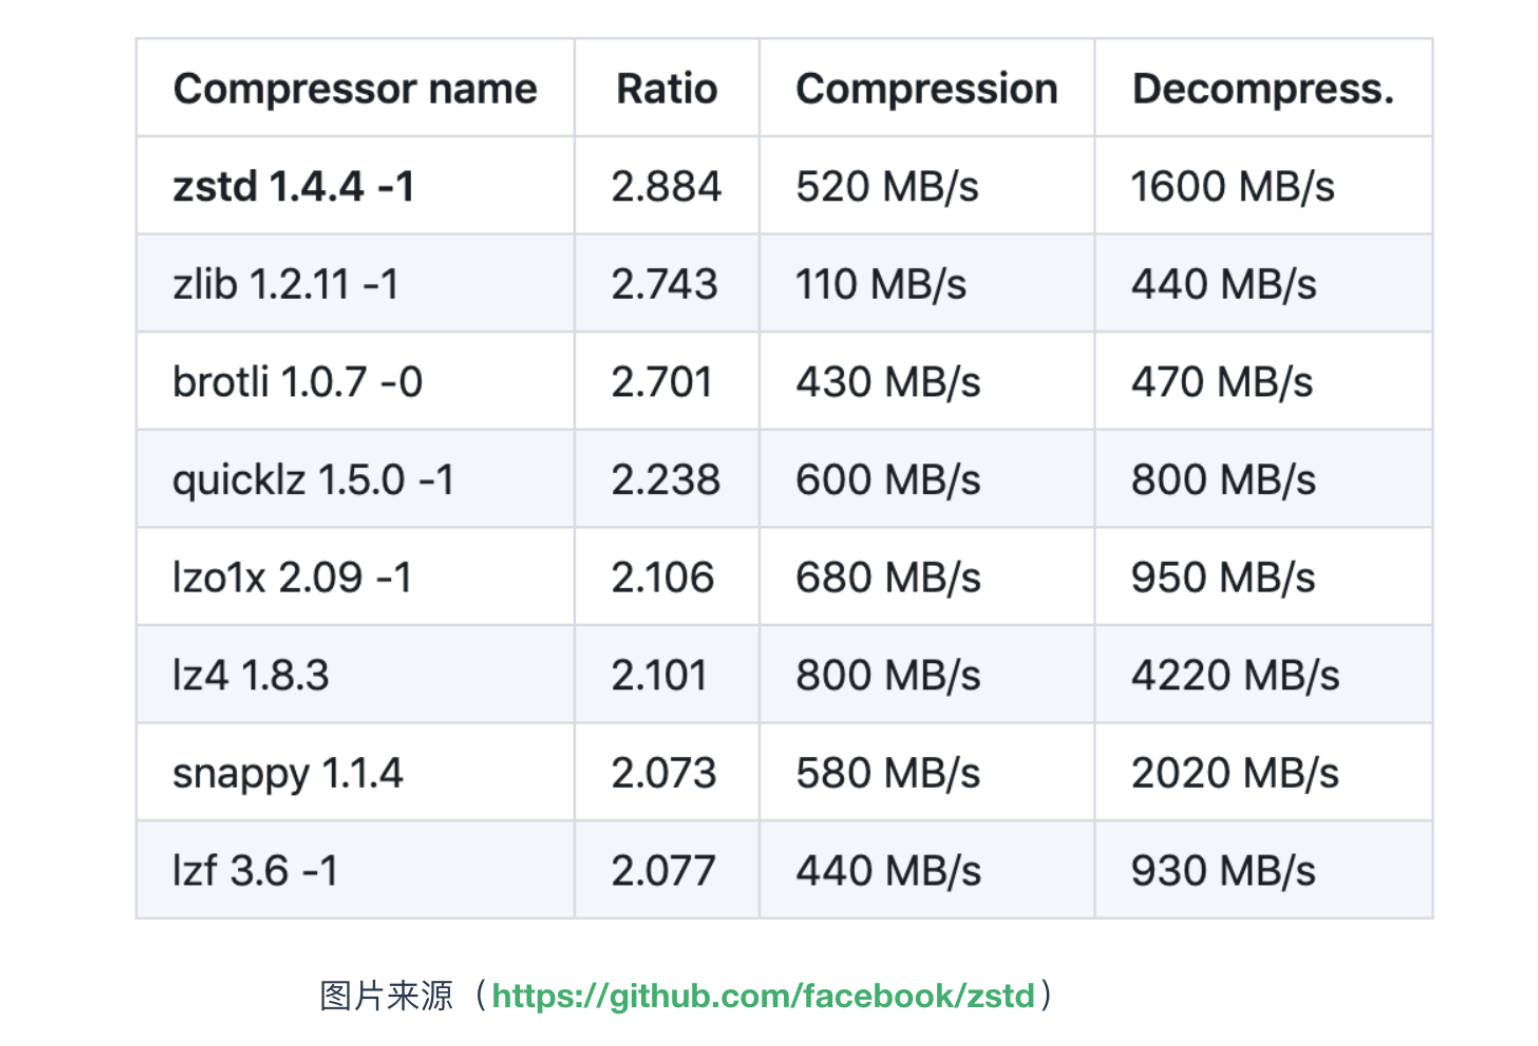 Compressor name Ratio Compression Decompress.
zstd 1.4.4 -1 2.884 520 MB/s 1600 MB/s
zlib 1.2.11 -1 2.743 110 MB/s 440 MB/s
brotli 1.0.7 -0 2.701 430 MB/s 470 MB/s
quicklz 1.5.0 -1 2.238 600 MB/s 800 MB/s
lzo1x 2.09 -1 2.106 680 MB/s 950 MB/s
lz4 1.8.3 2.101 800 MB/s 4220 MB/s
snappy 1.1.4 2.073 580 MB/s 2020 MB/s
lzf 3.6 -1 2.077 440 MB/s 930 MB/s
图片来源（https://github.com/facebook/zstd）